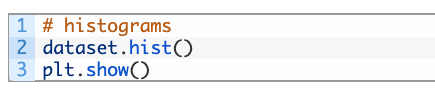 1 # histograms
2 dataset.hist()
3 plt.show()